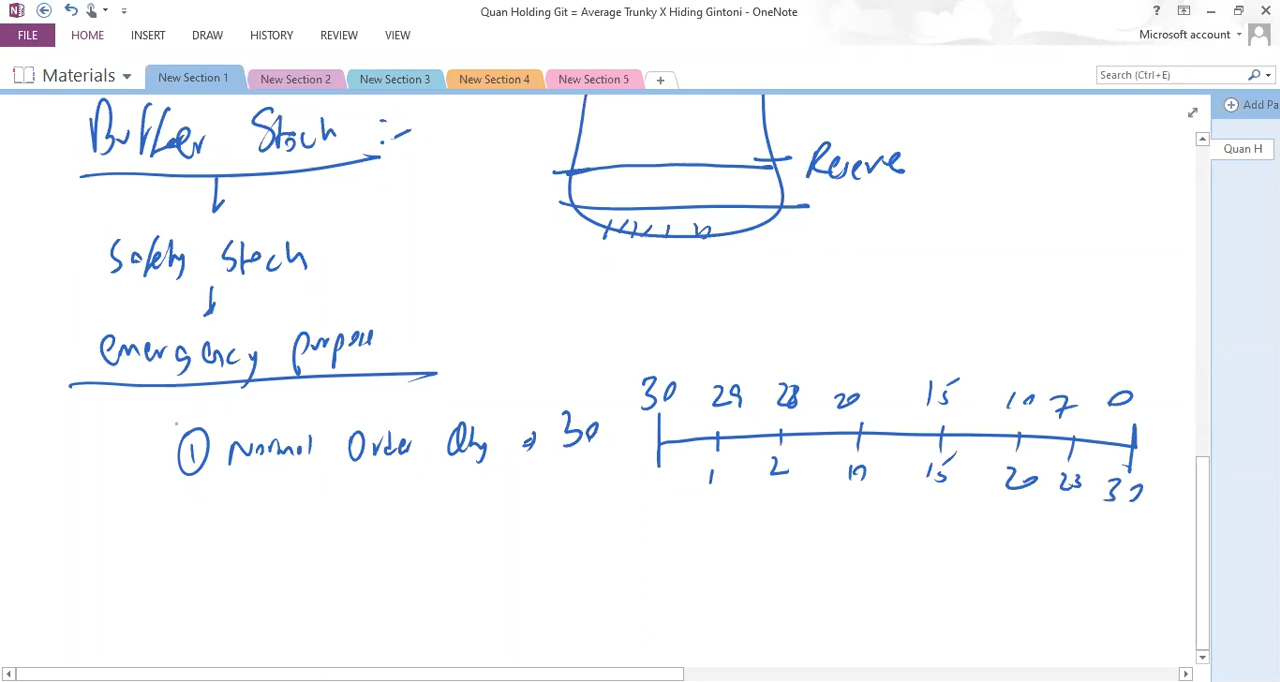 Quan Holding Git = Average Trunky X Hiding Gintoni - OneNote
Microsoft account
FILE HOME INSERT DRAW HISTORY REVIEW VIEW
Materials New Section 1 New Section 2 New Section 3 New Section 4 New Section 5
Search (Ctrl+E)
Add Pa
Quan H
Buffer Stock :-
Reserve
Safety Stock
emergency purpose
30 29 28 20 15 10 7 0
① Normal Order Qty ⇒ 30
1 2 10 15 20 23 30